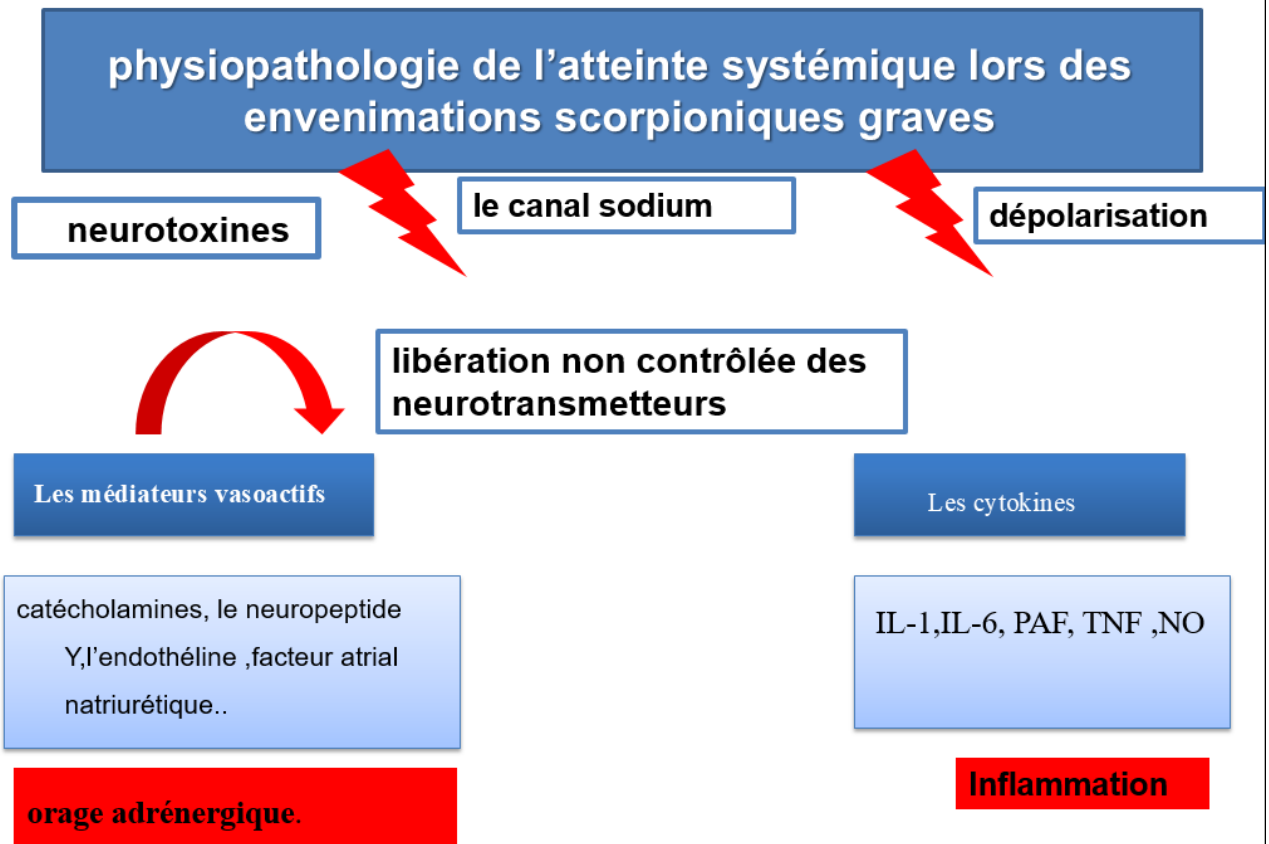 physiopathologie de l’atteinte systémique lors des
envenimations scorpioniques graves
neurotoxines
le canal sodium
dépolarisation
libération non contrôlée des
neurotransmetteurs
Les médiateurs vasoactifs
Les cytokines
catécholamines, le neuropeptide
Y,l’endothéline ,facteur atrial
natriurétique..
IL-1,IL-6, PAF, TNF ,NO
orage adrénergique.
Inflammation